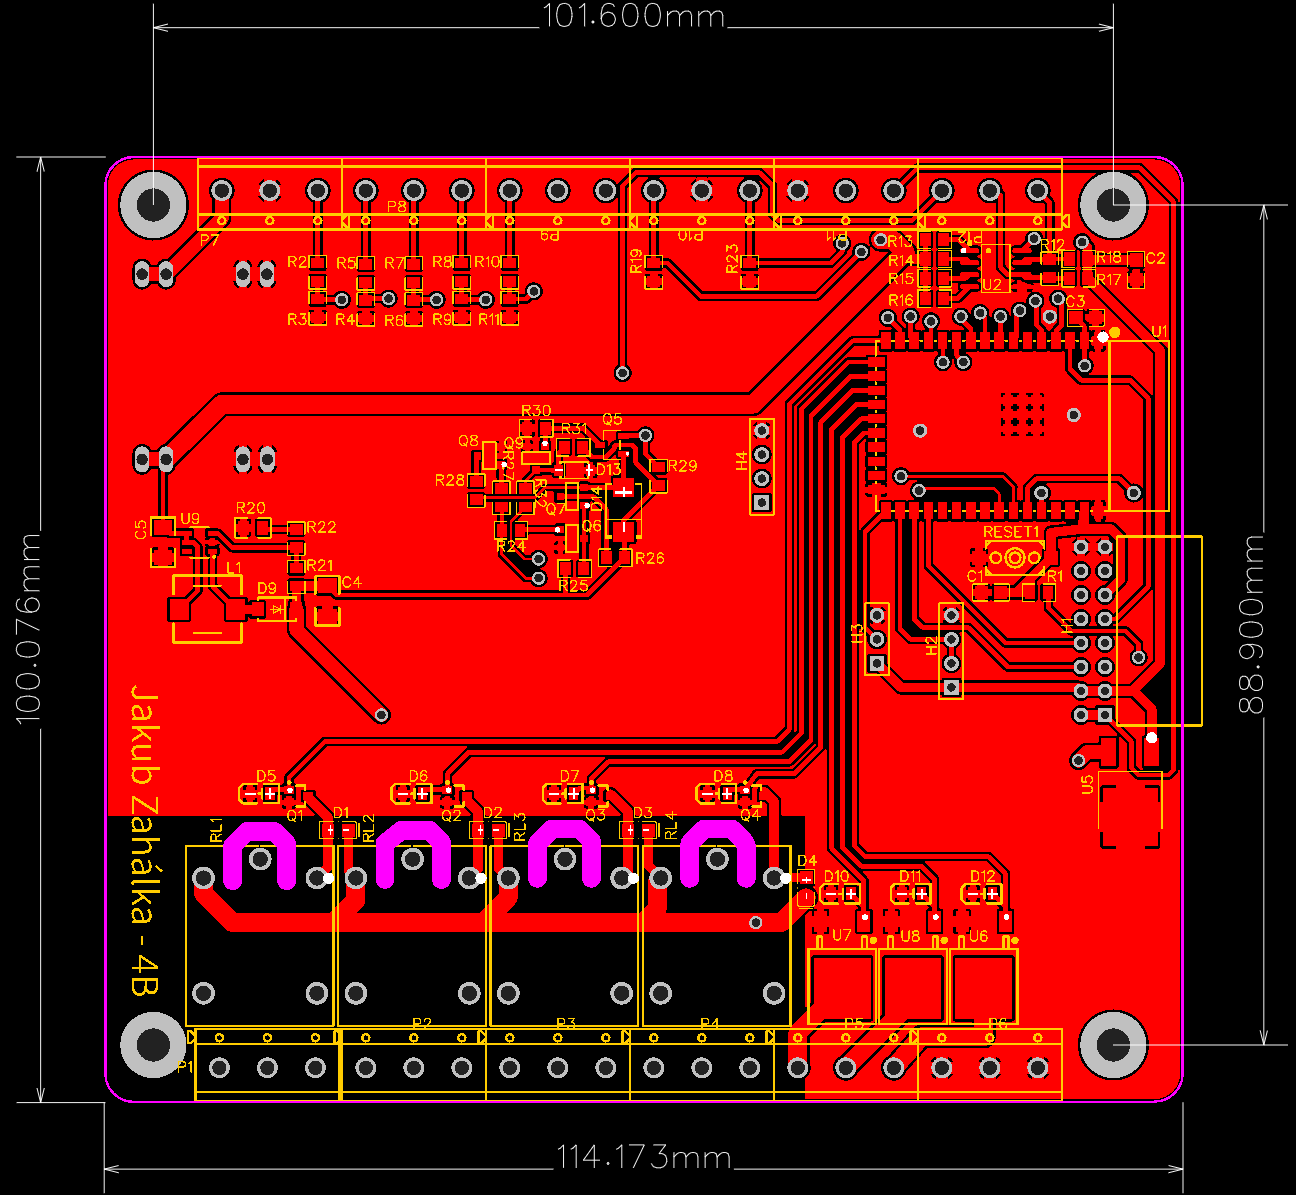 101.600mm
P7
P8
P9
P10
P11
P12
R2
R5
R7
R8
R10
R19
R23
R13
R14
R15
R16
U2
R12
R18
R17
C2
C3
U1
R3
R4
R6
R9
R11
R30
Q5
Q8
Q9
R31
R27
D13
R29
R28
R32
D14
Q7
Q6
R24
R26
R25
H4
C5
U9
R20
R22
R21
L1
D9
C4
RESET1
C1
R1
H1
H3
H2
100.076mm
88.900mm
U5
Jakub Zahálka - 4B
D5
D6
D7
D8
Q1
Q2
Q3
Q4
D1
D2
D3
D4
RL1
RL2
RL3
RL4
D10
D11
D12
U7
U8
U6
P1
P2
P3
P4
P5
P6
114.173mm